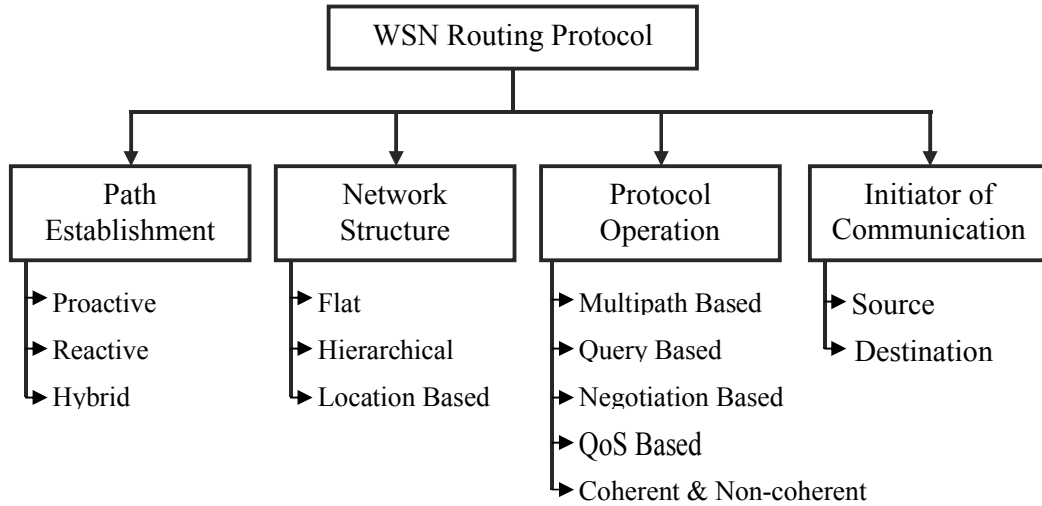 WSN Routing Protocol
Path
Establishment
Proactive
Reactive
Hybrid
Network
Structure
Flat
Hierarchical
Location Based
Protocol
Operation
Multipath Based
Query Based
Negotiation Based
QoS Based
Coherent & Non-coherent
Initiator of
Communication
Source
Destination